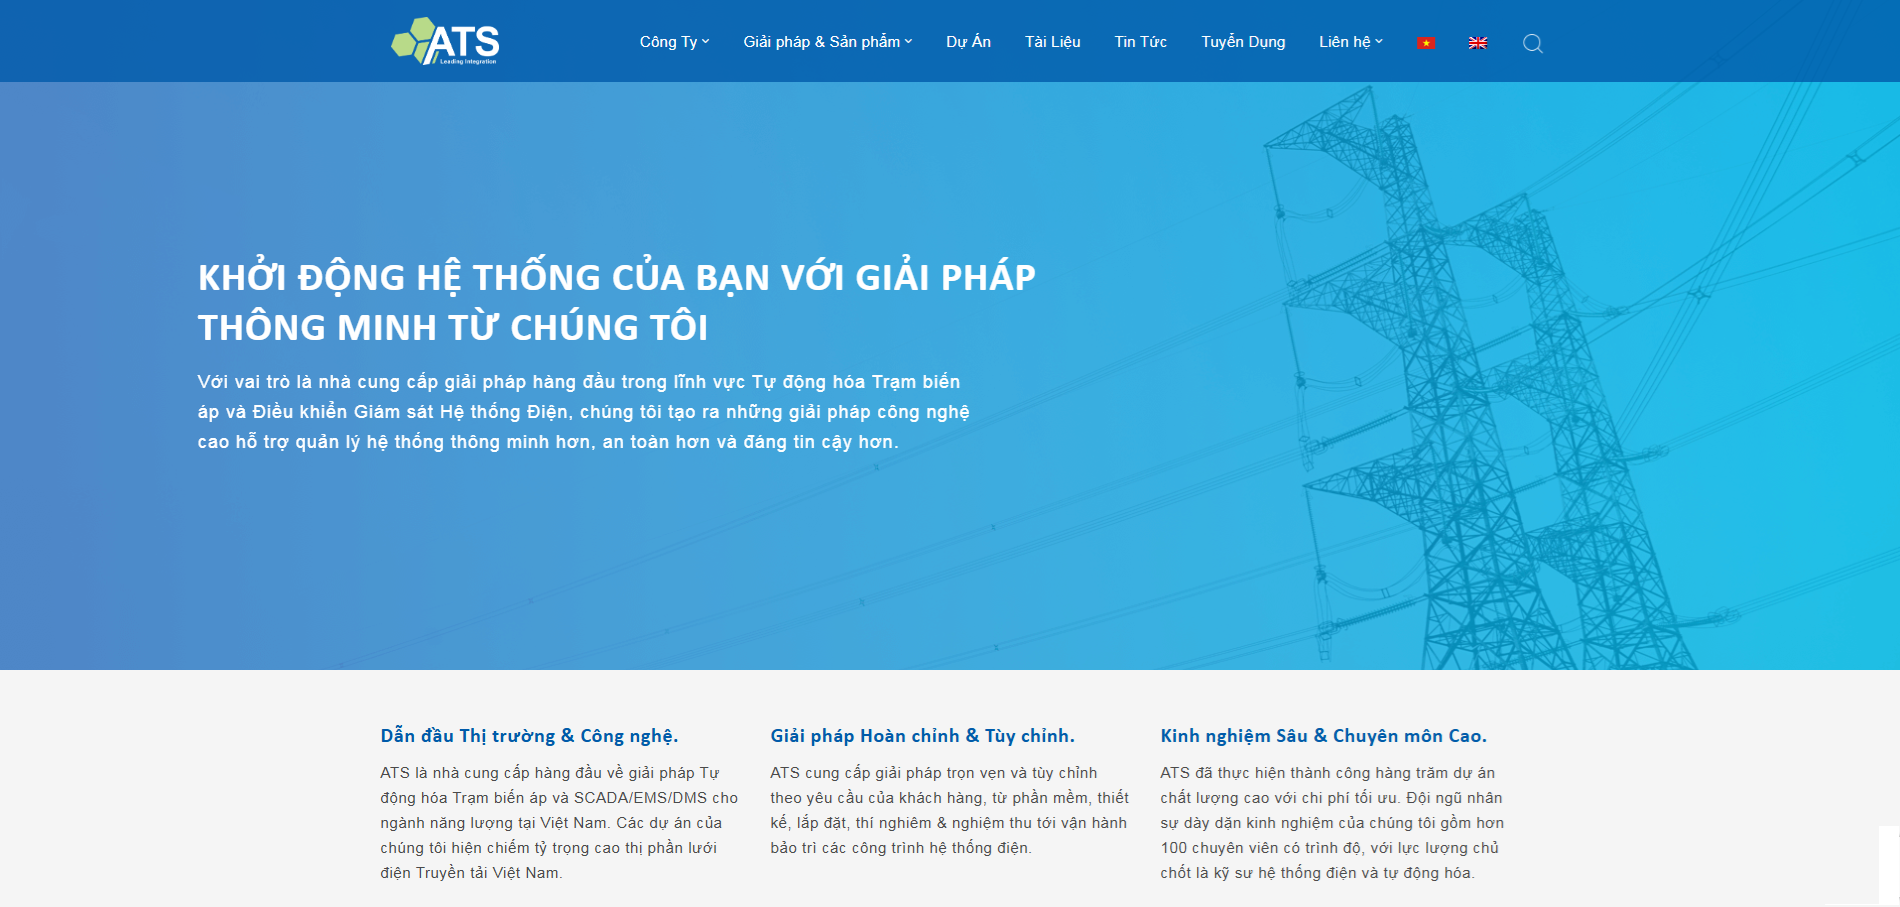 ATS
Leading Integration
Công Ty
Giải pháp & Sản phẩm
Dự Án
Tài Liệu
Tin Tức
Tuyển Dụng
Liên hệ
KHỞI ĐỘNG HỆ THỐNG CỦA BẠN VỚI GIẢI PHÁP
THÔNG MINH TỪ CHÚNG TÔI
Với vai trò là nhà cung cấp giải pháp hàng đầu trong lĩnh vực Tự động hóa Trạm biến
áp và Điều khiển Giám sát Hệ thống Điện, chúng tôi tạo ra những giải pháp công nghệ
cao hỗ trợ quản lý hệ thống thông minh hơn, an toàn hơn và đáng tin cậy hơn.
Dẫn đầu Thị trường & Công nghệ.
ATS là nhà cung cấp hàng đầu về giải pháp Tự
động hóa Trạm biến áp và SCADA/EMS/DMS cho
ngành năng lượng tại Việt Nam. Các dự án của
chúng tôi hiện chiếm tỷ trọng cao thị phần lưới
điện Truyền tải Việt Nam.
Giải pháp Hoàn chỉnh & Tùy chỉnh.
ATS cung cấp giải pháp trọn vẹn và tùy chỉnh
theo yêu cầu của khách hàng, từ phần mềm, thiết
kế, lắp đặt, thí nghiêm & nghiệm thu tới vận hành
bảo trì các công trình hệ thống điện.
Kinh nghiệm Sâu & Chuyên môn Cao.
ATS đã thực hiện thành công hàng trăm dự án
chất lượng cao với chi phí tối ưu. Đội ngũ nhân
sự dày dặn kinh nghiệm của chúng tôi gồm hơn
100 chuyên viên có trình độ, với lực lượng chủ
chốt là kỹ sư hệ thống điện và tự động hóa.